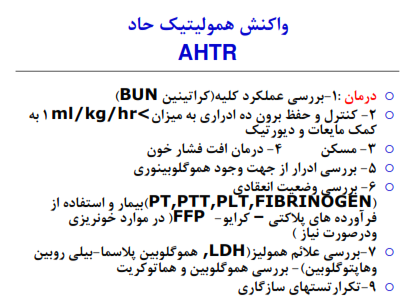 واکنش همولیتیک حاد
AHTR
درمان :۱-بررسی عملکرد کلیه(کراتینین BUN)
۲- کنترل و حفظ برون ده ادراری به میزان >۱ml/kg/hr به
کمک مایعات و دیورتیک
۳- مسکن ۴- درمان افت فشار خون
۵- بررسی ادرار از جهت وجود هموگلوبینوری
۶- بررسی وضعیت انعقادی
(PT,PTT,PLT,FIBRINOGEN)بیمار و استفاده از
فرآورده های پلاکتی – کرایو- FFP( در موارد خونریزی
ودرصورت نیاز )
۷-بررسی علائم همولیز(LDH, هموگلوبین پلاسما-بیلی روبین
وهاپتوگلوبین)- بررسی هموگلوبین و هماتوکریت
۹-تکرارتستهای سازگاری